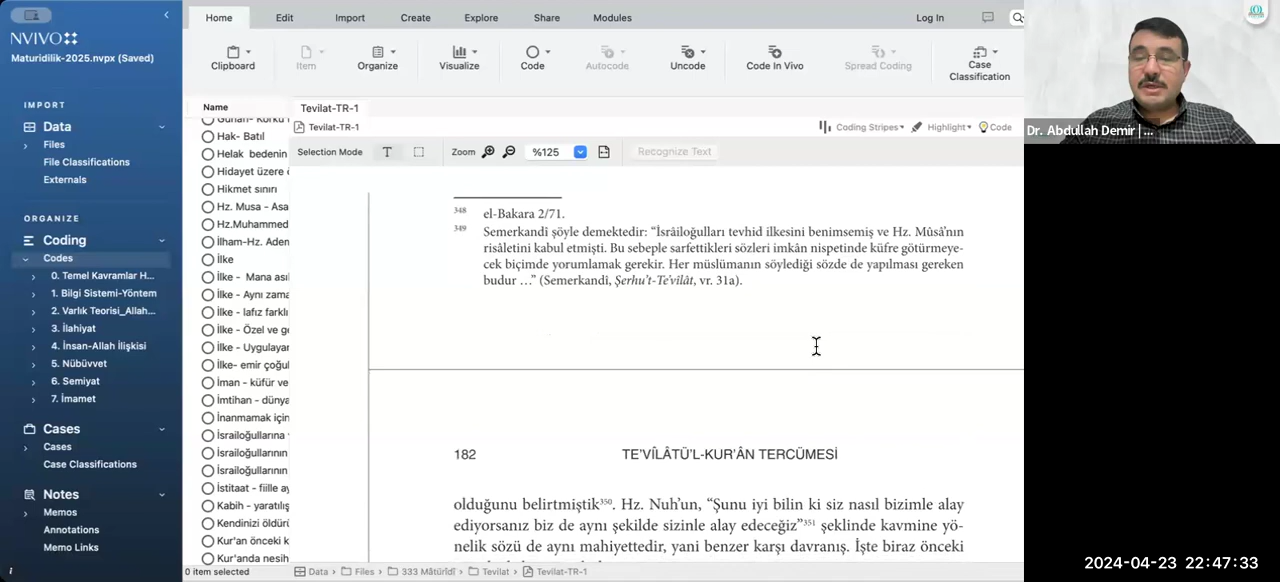 NVIVO
Maturidilik-2025.nvpx (Saved)
IMPORT
Data
Files
File Classifications
Externals
ORGANIZE
Coding
Codes
0. Temel Kavramlar H...
1. Bilgi Sistemi-Yöntem
2. Varlık Teorisi_Allah...
3. İlahiyat
4. İnsan-Allah İlişkisi
5. Nübüvvet
6. Semiyat
7. İmamet
Cases
Cases
Case Classifications
Notes
Memos
Annotations
Memo Links
Home Edit Import Create Explore Share Modules Log In
Clipboard Item Organize Visualize Code Autocode Uncode Code In Vivo Spread Coding Case Classification
Name
Hak- Batıl
Helak bedenin
Hidayet üzere
Hikmet sınırı
Hz. Musa - Asa
Hz.Muhammed
İlham-Hz. Aden
İlke
İlke - Mana ası
İlke - Aynı zama
İlke - lafız farklı
İlke - Özel ve ge
İlke - Uygulayar
İlke- emir çoğul
İman - küfür ve
İmtihan - dünya
İnanmamak için
İsrailoğullarına
İsrailoğullarının
İsrailoğullarının
İstitaat - fiille ay
Kabih - yaratılış
Kendinizi öldürü
Kur'an önceki k
Kur'anda nesih
0 item selected
Tevilat-TR-1
Tevilat-TR-1 Coding Stripes Highlight Code
Selection Mode T Zoom %125 Recognize Text
348 el-Bakara 2/71.
349 Semerkandî şöyle demektedir: “İsrâiloğulları tevhid ilkesini benimsemiş ve Hz. Mûsâ’nın
risâletini kabul etmişti. Bu sebeple sarfettikleri sözleri imkân nispetinde küfre götürmeye-
cek biçimde yorumlamak gerekir. Her müslümanın söylediği sözde de yapılması gereken
budur …” (Semerkandî, Şerhu’t-Te’vîlât, vr. 31a).
182 TE’VÎLÂTÜ’L-KUR’ÂN TERCÜMESİ
olduğunu belirtmiştik350. Hz. Nuh’un, “Şunu iyi bilin ki siz nasıl bizimle alay
ediyorsanız biz de aynı şekilde sizinle alay edeceğiz”351 şeklinde kavmine yö-
nelik sözü de aynı mahiyettedir, yani benzer karşı davranış. İşte biraz önceki
Data Files 333 Mâtürîdî Tevilat Tevilat-TR-1
Dr. Abdullah Demir | ...
2024-04-23 22:47:33